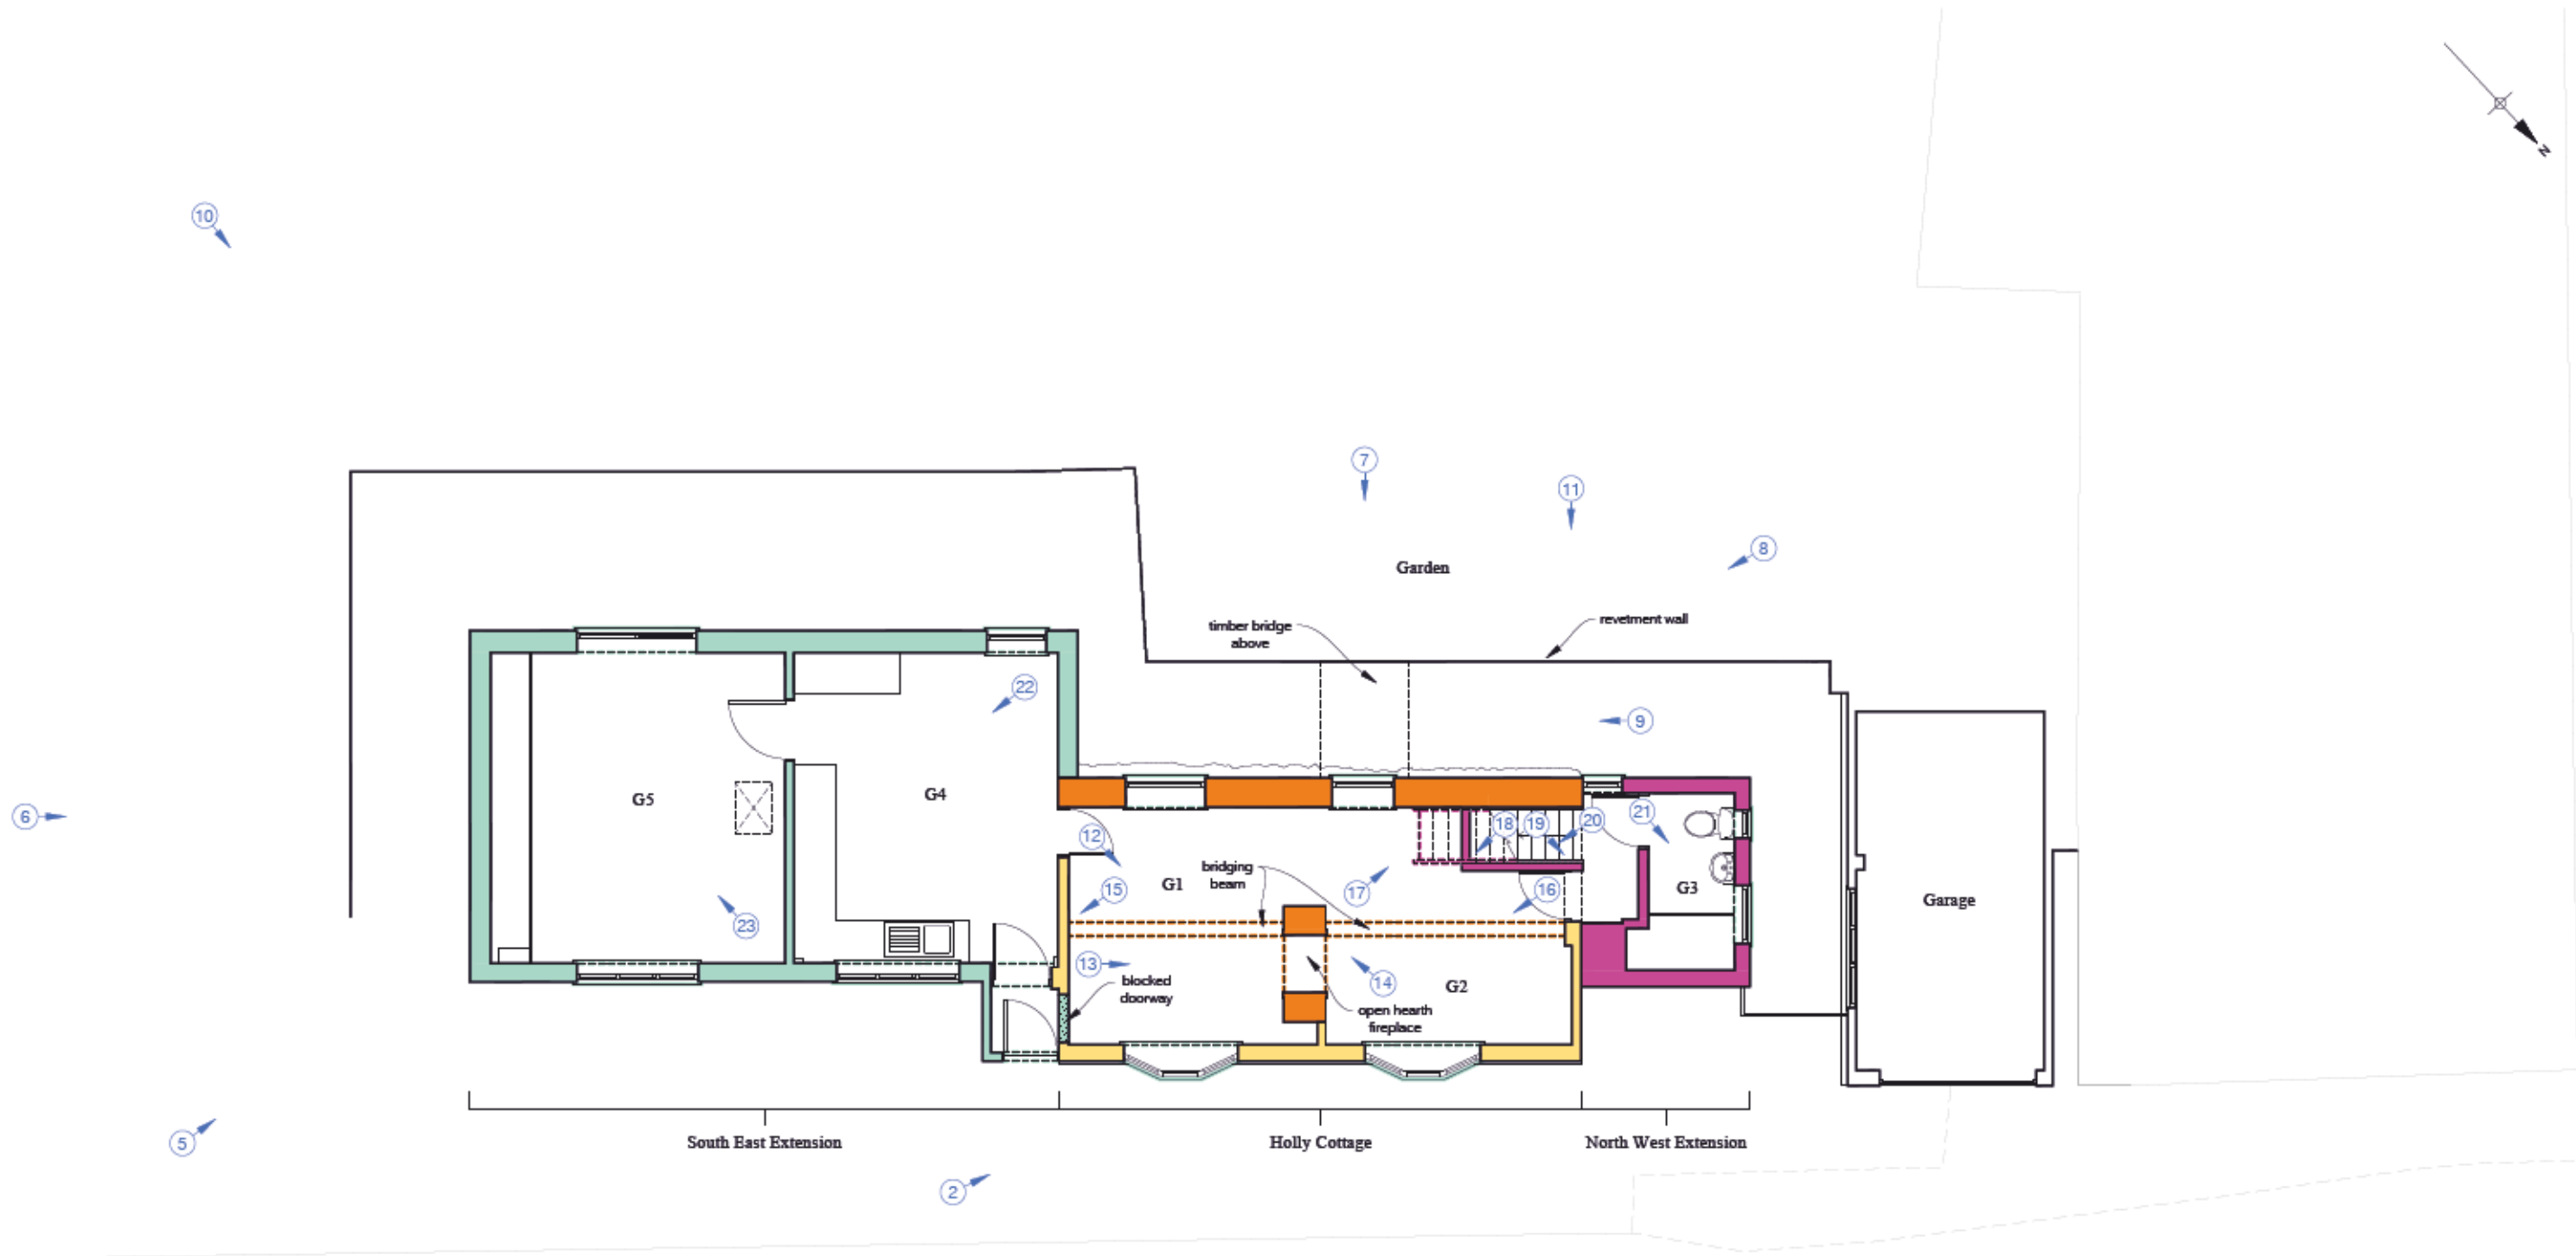 N
10
7
11
8
Garden
timber bridge
above
revetment wall
22
9
G5
G4
6
12
18
19
20
21
bridging
beam
15
G1
17
16
G3
Garage
23
13
14
blocked
doorway
G2
open hearth
fireplace
5
South East Extension
Holly Cottage
North West Extension
2